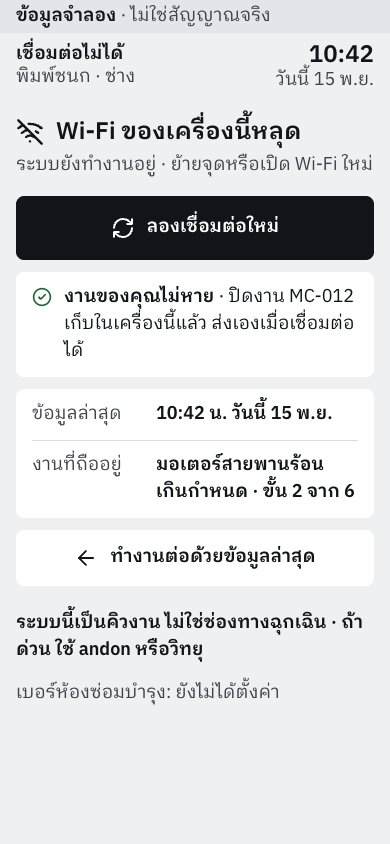 ข้อมูลจำลอง · ไม่ใช่สัญญาณจริง
เชื่อมต่อไม่ได้
10:42
พิมพ์ชนก · ช่าง
วันนี้ 15 พ.ย.
Wi-Fi ของเครื่องนี้หลุด
ระบบยังทำงานอยู่ · ย้ายจุดหรือเปิด Wi-Fi ใหม่
ลองเชื่อมต่อใหม่
งานของคุณไม่หาย · ปิดงาน MC-012
เก็บในเครื่องนี้แล้ว ส่งเองเมื่อเชื่อมต่อ
ได้
ข้อมูลล่าสุด
10:42 น. วันนี้ 15 พ.ย.
งานที่ถืออยู่
มอเตอร์สายพานร้อน
เกินกำหนด · ขั้น 2 จาก 6
ทำงานต่อด้วยข้อมูลล่าสุด
ระบบนี้เป็นคิวงาน ไม่ใช่ช่องทางฉุกเฉิน · ถ้า
ด่วน ใช้ andon หรือวิทยุ
เบอร์ห้องซ่อมบำรุง: ยังไม่ได้ตั้งค่า